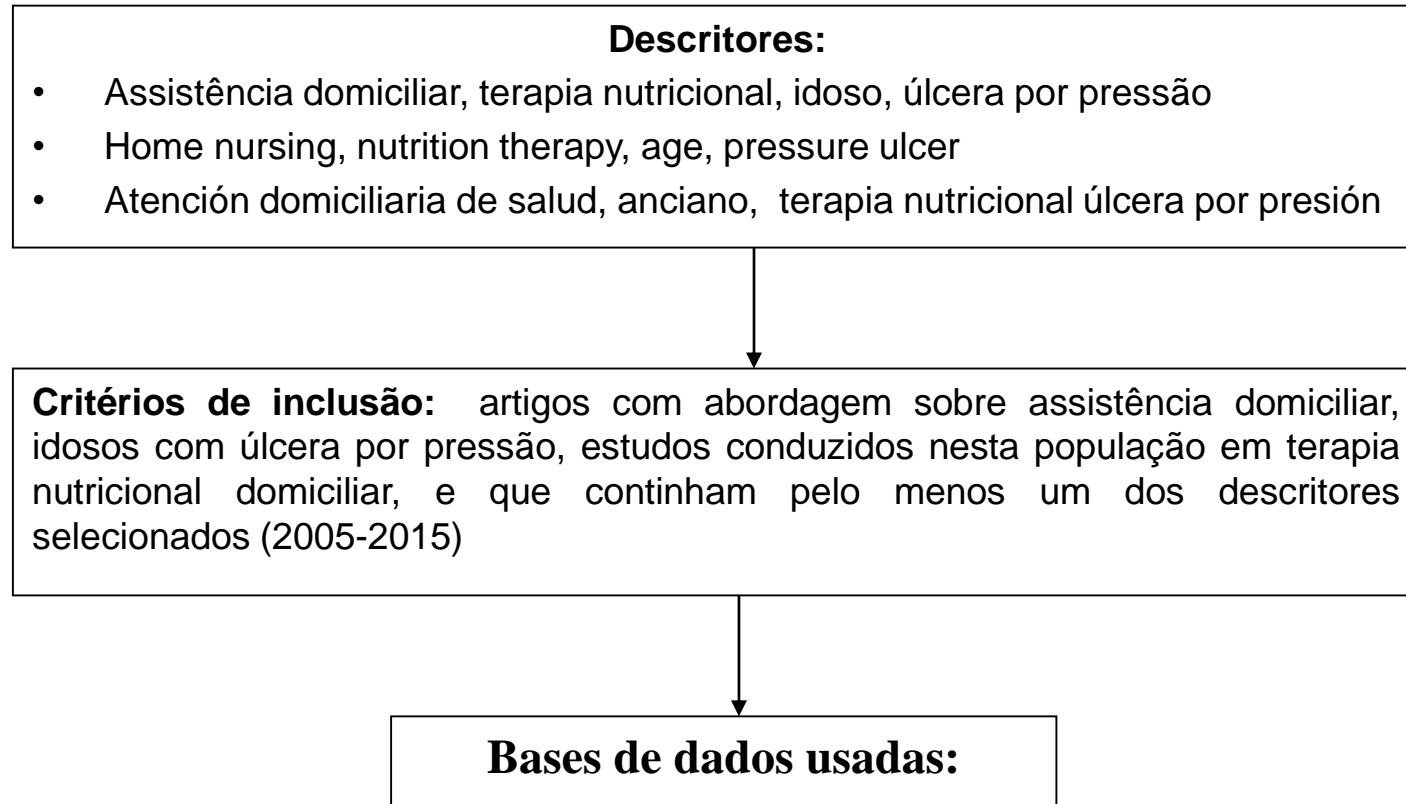 Descritores:
• Assistência domiciliar, terapia nutricional, idoso, úlcera por pressão
• Home nursing, nutrition therapy, age, pressure ulcer
• Atención domiciliaria de salud, anciano, terapia nutricional úlcera por presión
Critérios de inclusão: artigos com abordagem sobre assistência domiciliar,
idosos com úlcera por pressão, estudos conduzidos nesta população em terapia
nutricional domiciliar, e que continham pelo menos um dos descritores
selecionados (2005-2015)
Bases de dados usadas: